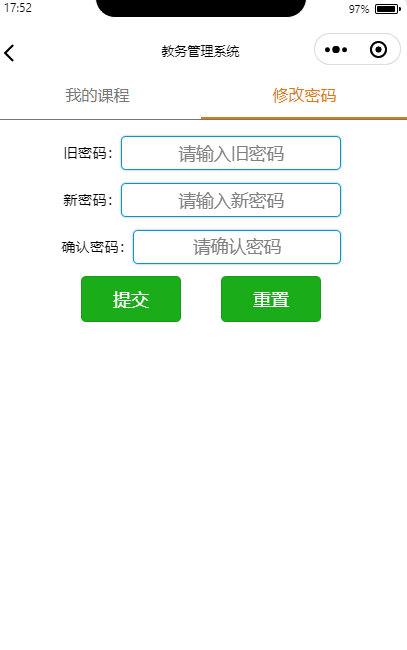 17:52
97%
教务管理系统
我的课程 修改密码
旧密码： 请输入旧密码
新密码： 请输入新密码
确认密码： 请确认密码
提交 重置